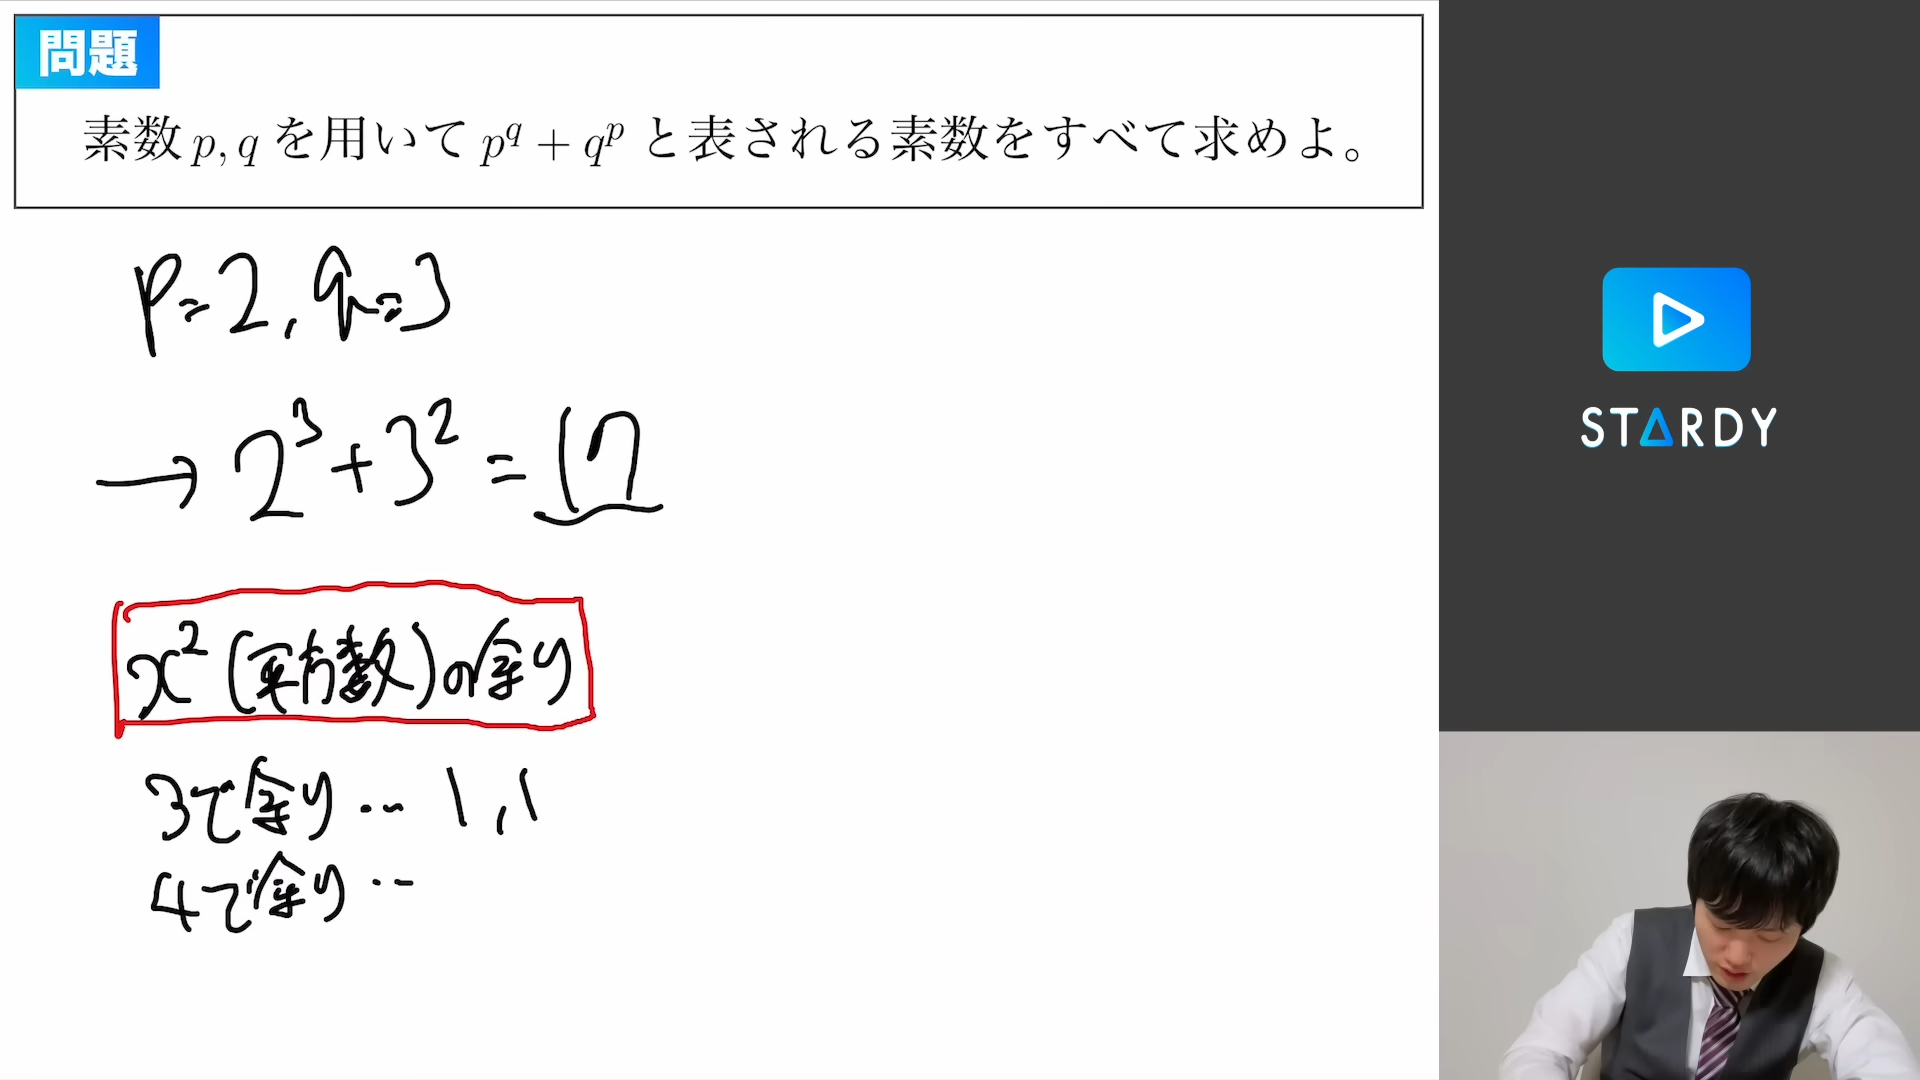 問題
素数 p, q を用いて p^q + q^p と表される素数をすべて求めよ。
p=2, q=3
→ 2^3+3^2=17
x^2(平方数)の余り
3で余り… 1,1
4で余り…
STARDY